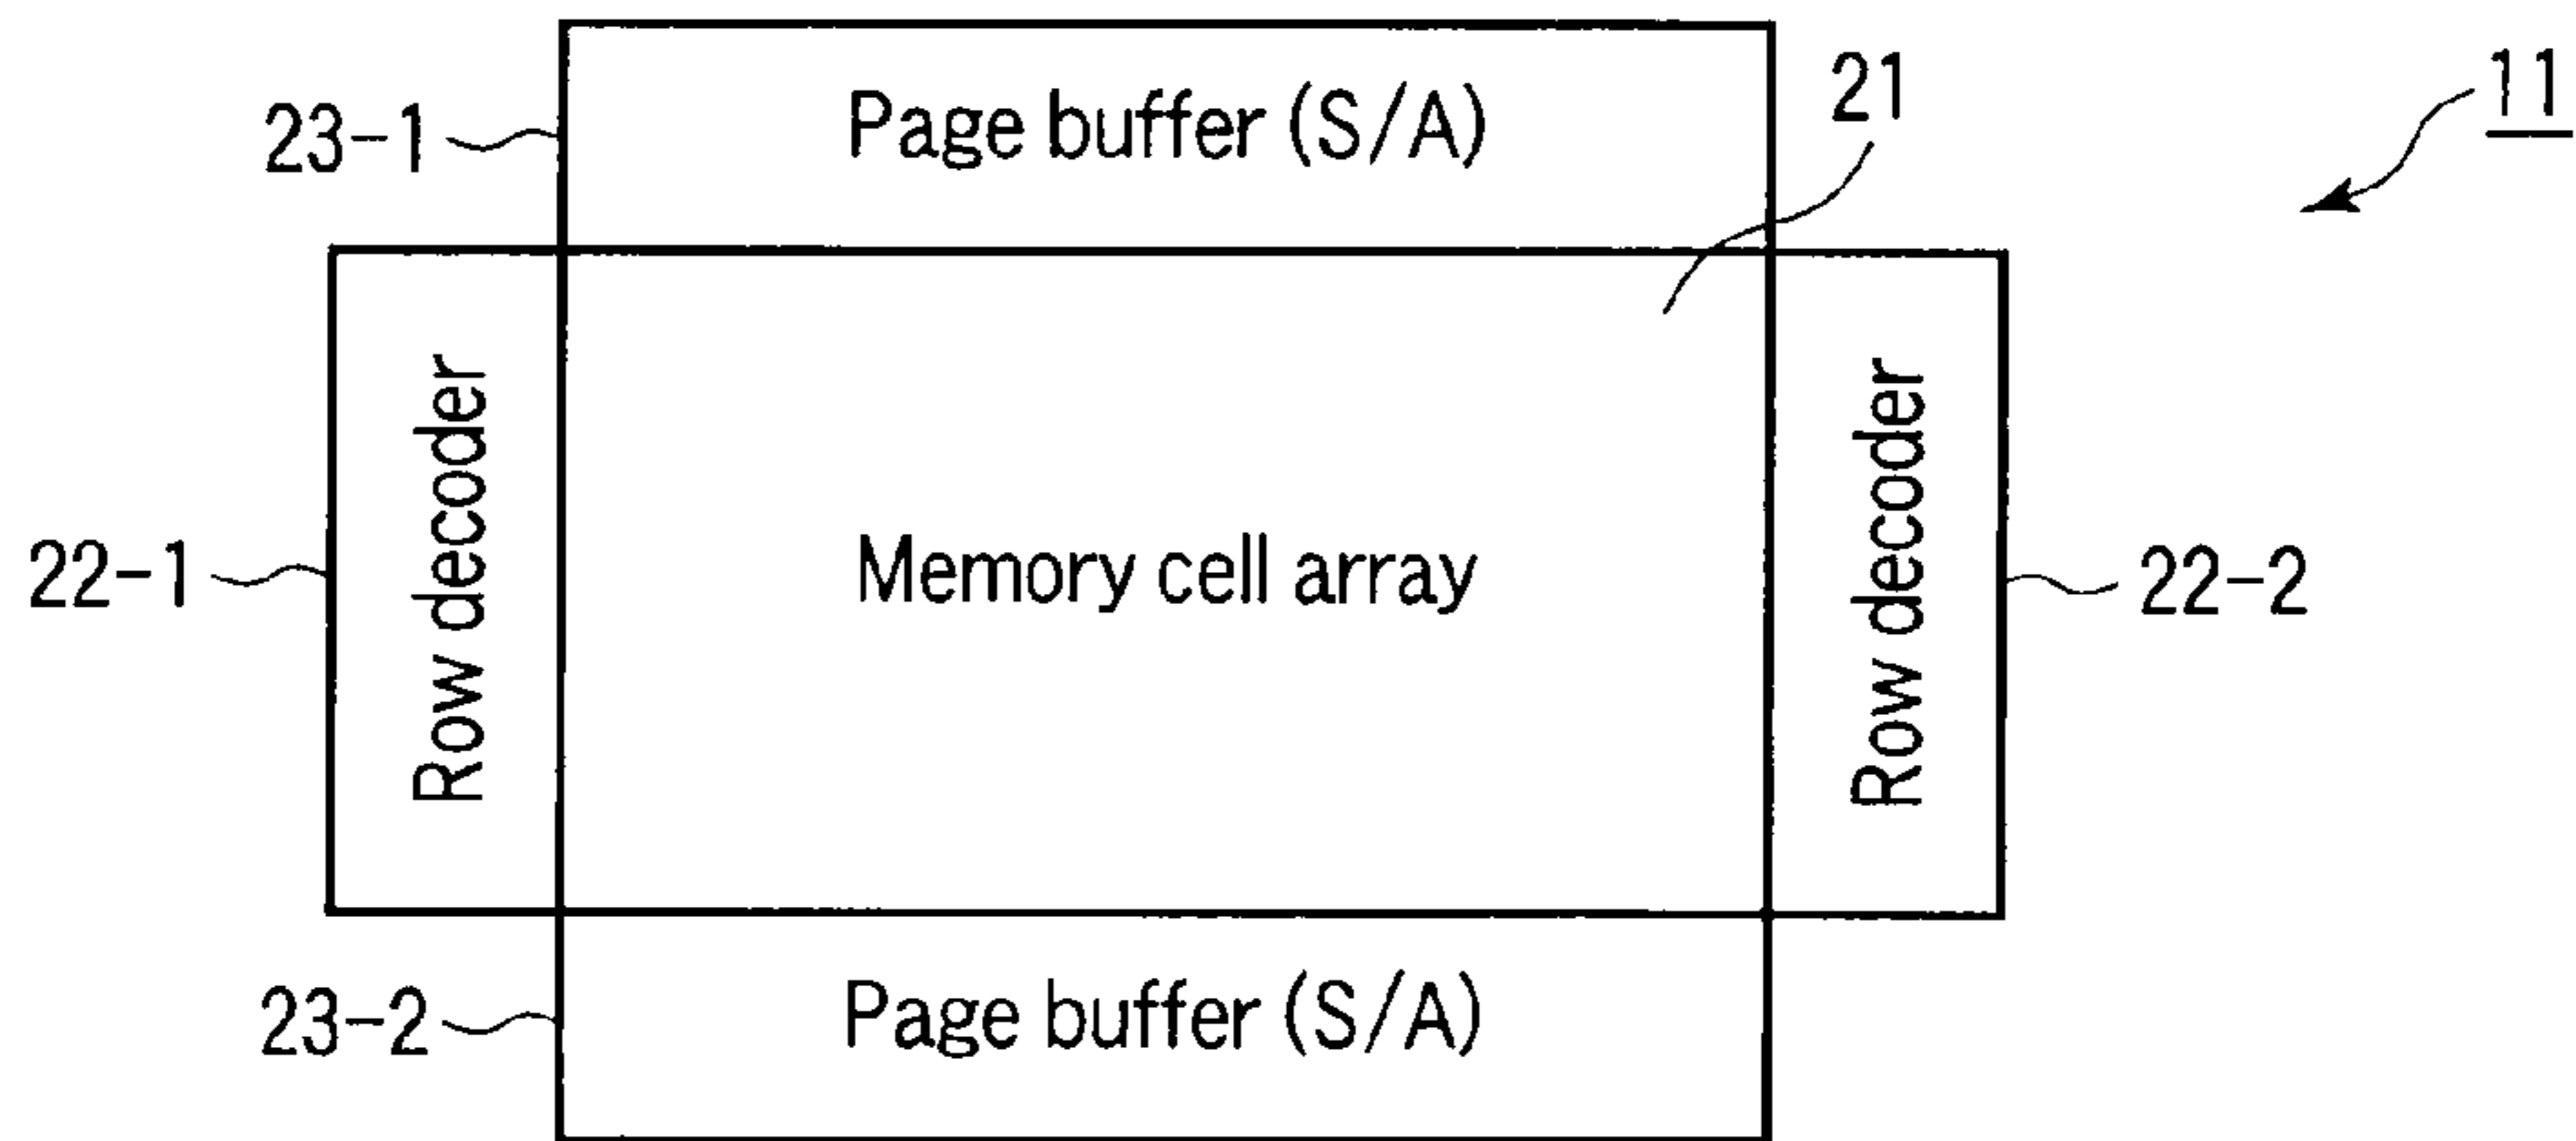 11
21
23-1
Page buffer (S/A)
22-1
Row decoder
Memory cell array
Row decoder
22-2
23-2
Page buffer (S/A)